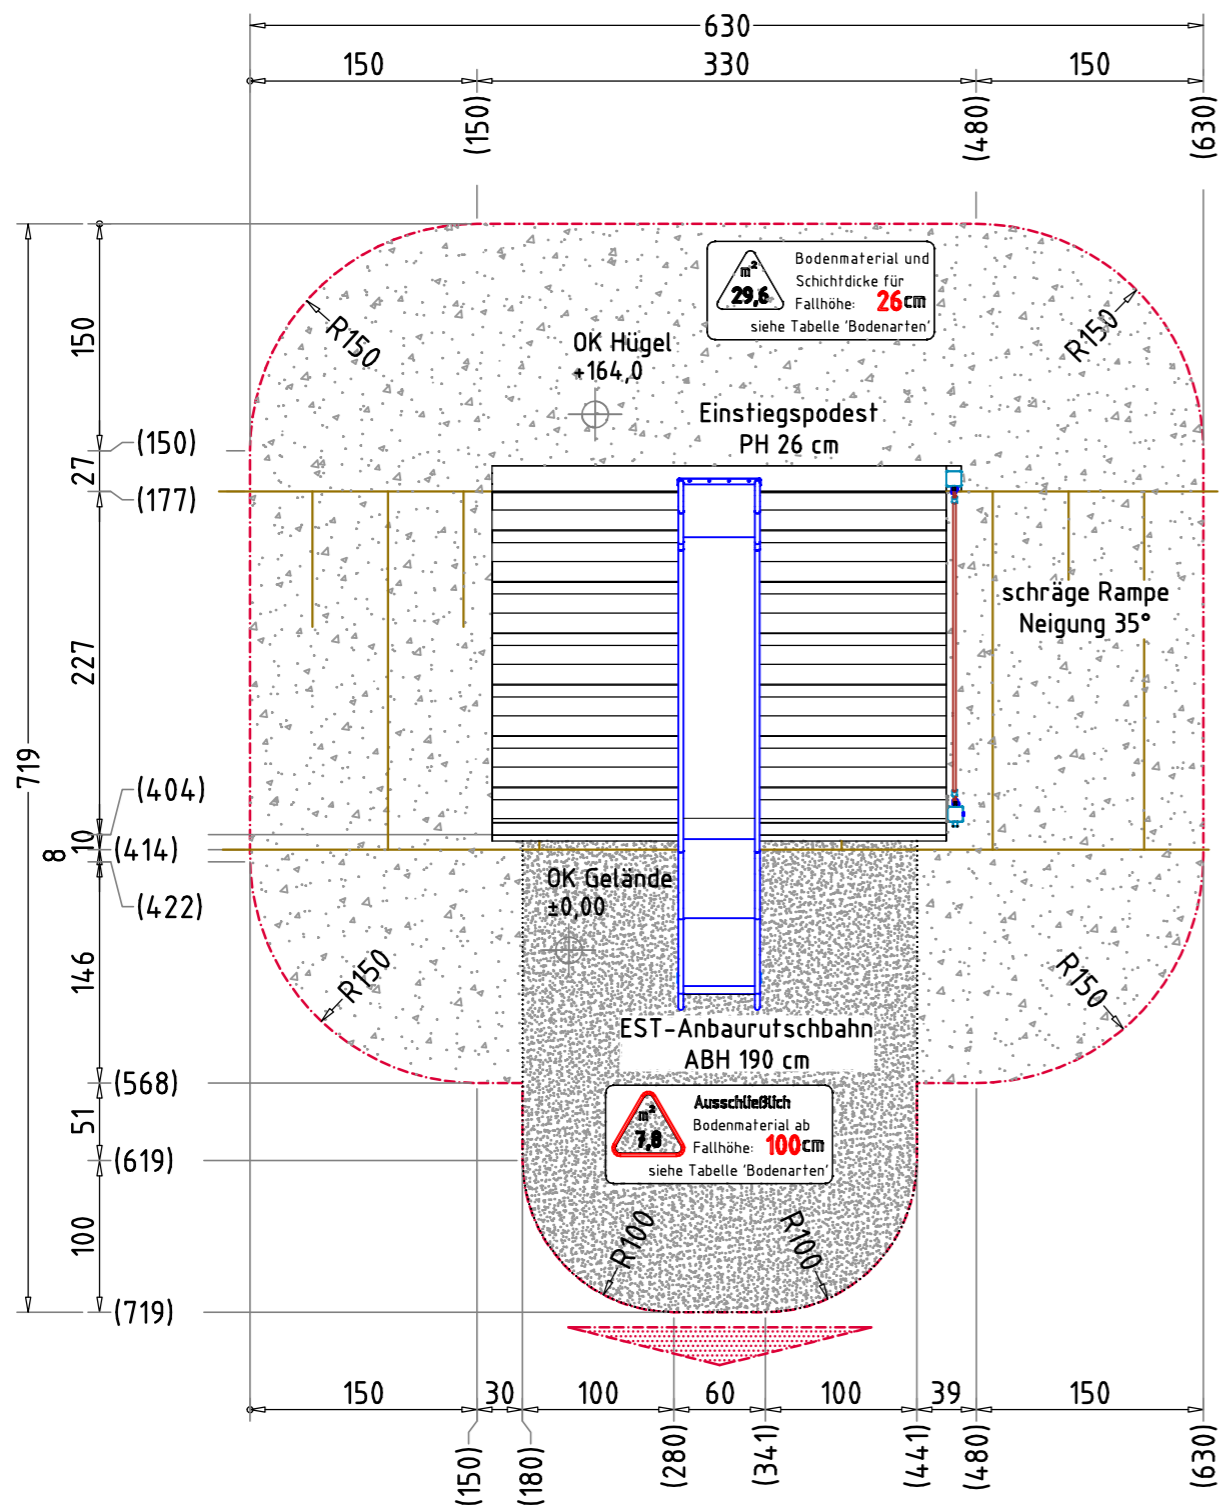 630
150
330
150
(150)
(480)
(630)
719
150
27
227
10
8
146
51
100
(150)
(177)
(404)
(414)
(422)
(568)
(619)
(719)
m²
29,6
Bodenmaterial und
Schichtdicke für
Fallhöhe: 26cm
siehe Tabelle 'Bodenarten'
R150
R150
OK Hügel
+164,0
Einstiegspodest
PH 26 cm
schräge Rampe
Neigung 35°
OK Gelände
±0,00
R150
R150
EST-Anbaurutschbahn
ABH 190 cm
m²
7,8
Ausschließlich
Bodenmaterial ab
Fallhöhe: 100cm
siehe Tabelle 'Bodenarten'
R100
R100
150
30
100
60
100
39
150
(150)
(180)
(280)
(341)
(441)
(480)
(630)